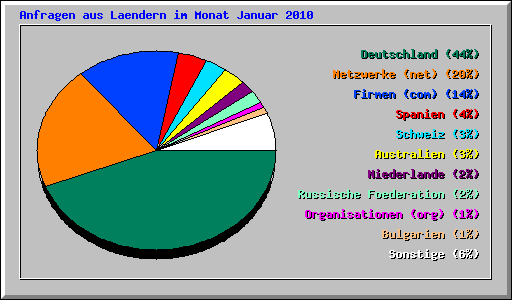 Anfragen aus Laendern im Monat Januar 2010
Deutschland (44%)
Netzwerke (net) (20%)
Firmen (com) (14%)
Spanien (4%)
Schweiz (3%)
Australien (3%)
Niederlande (2%)
Russische Foederation (2%)
Organisationen (org) (1%)
Bulgarien (1%)
Sonstige (6%)